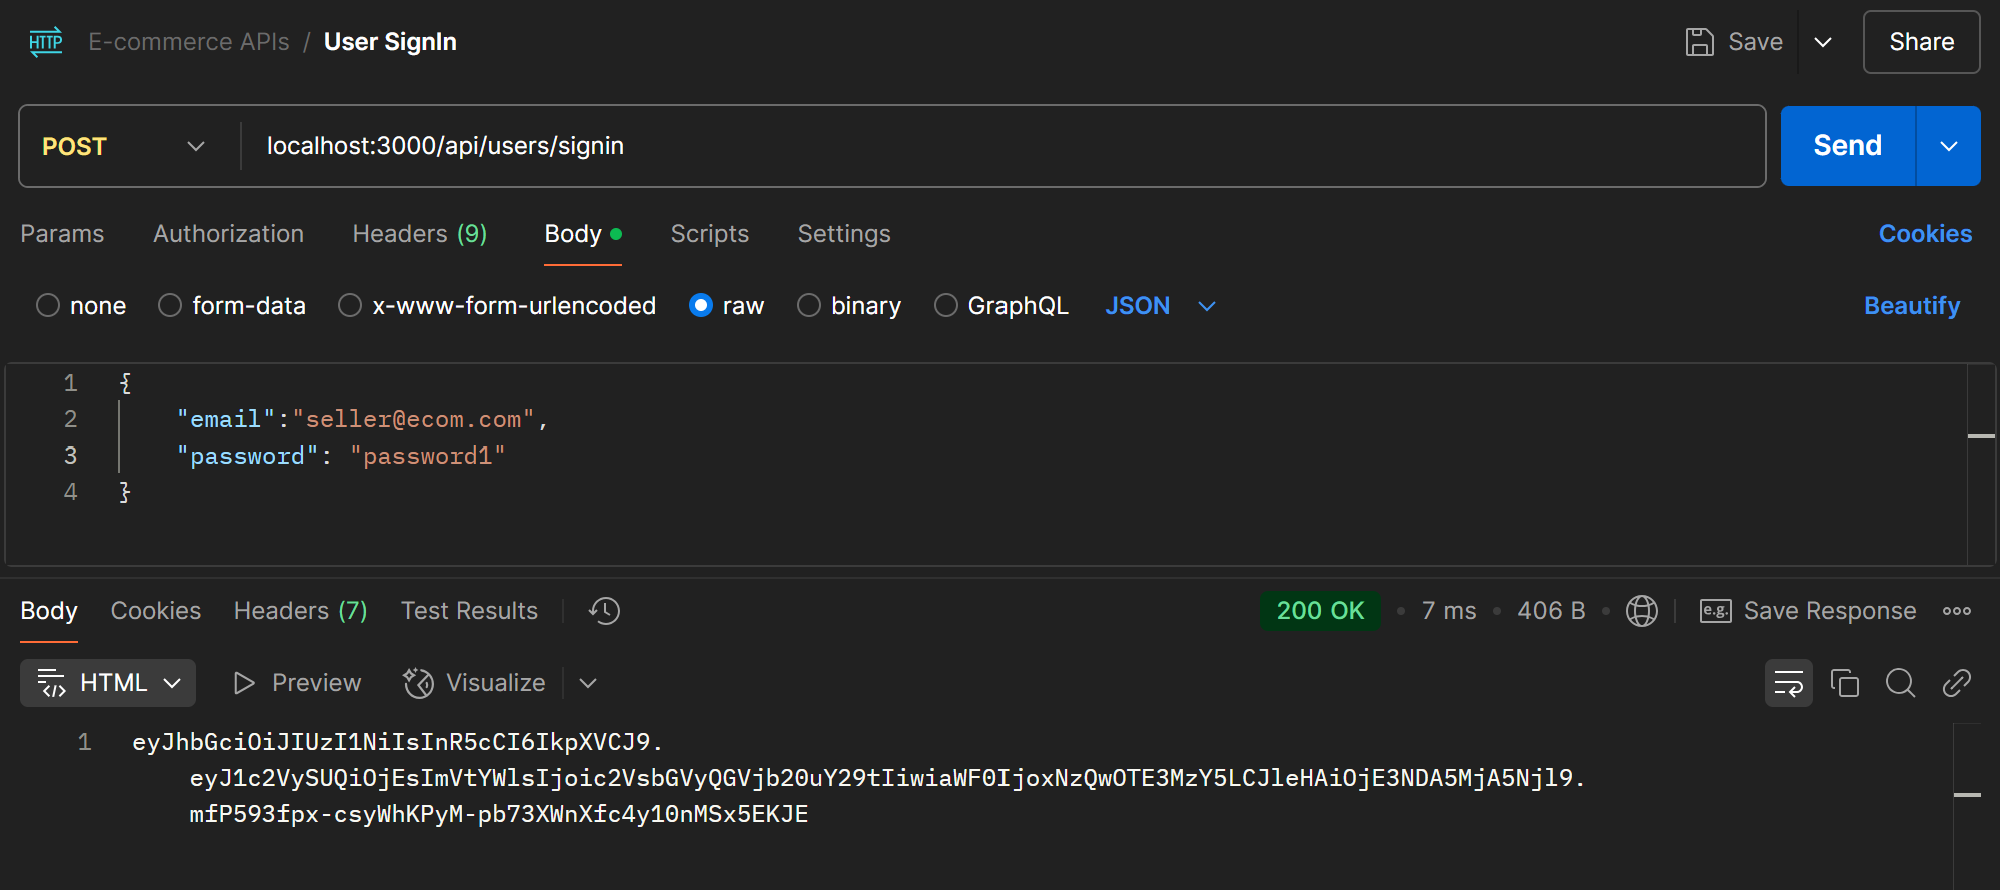 HTTP E-commerce APIs / User SignIn Save Share
POST localhost:3000/api/users/signin Send
Params Authorization Headers (9) Body Scripts Settings Cookies
none form-data x-www-form-urlencoded raw binary GraphQL JSON Beautify
1 {
2 "email":"seller@ecom.com",
3 "password": "password1"
4 }
Body Cookies Headers (7) Test Results 200 OK • 7 ms • 406 B • e.g. Save Response
HTML Preview Visualize
1 eyJhbGciOiJIUzI1NiIsInR5cCI6IkpXVCJ9.
eyJ1c2VySUQiOjEsImVtYWlsIjoic2VsbGVyQGVjb20uY29tIiwiaWF0IjoxNzQwOTE3MzY5LCJleHAiOjE3NDA5MjA5Njl9.
mfP593fpx-csyWhKPyM-pb73XWnXfc4y10nMSx5EKJE